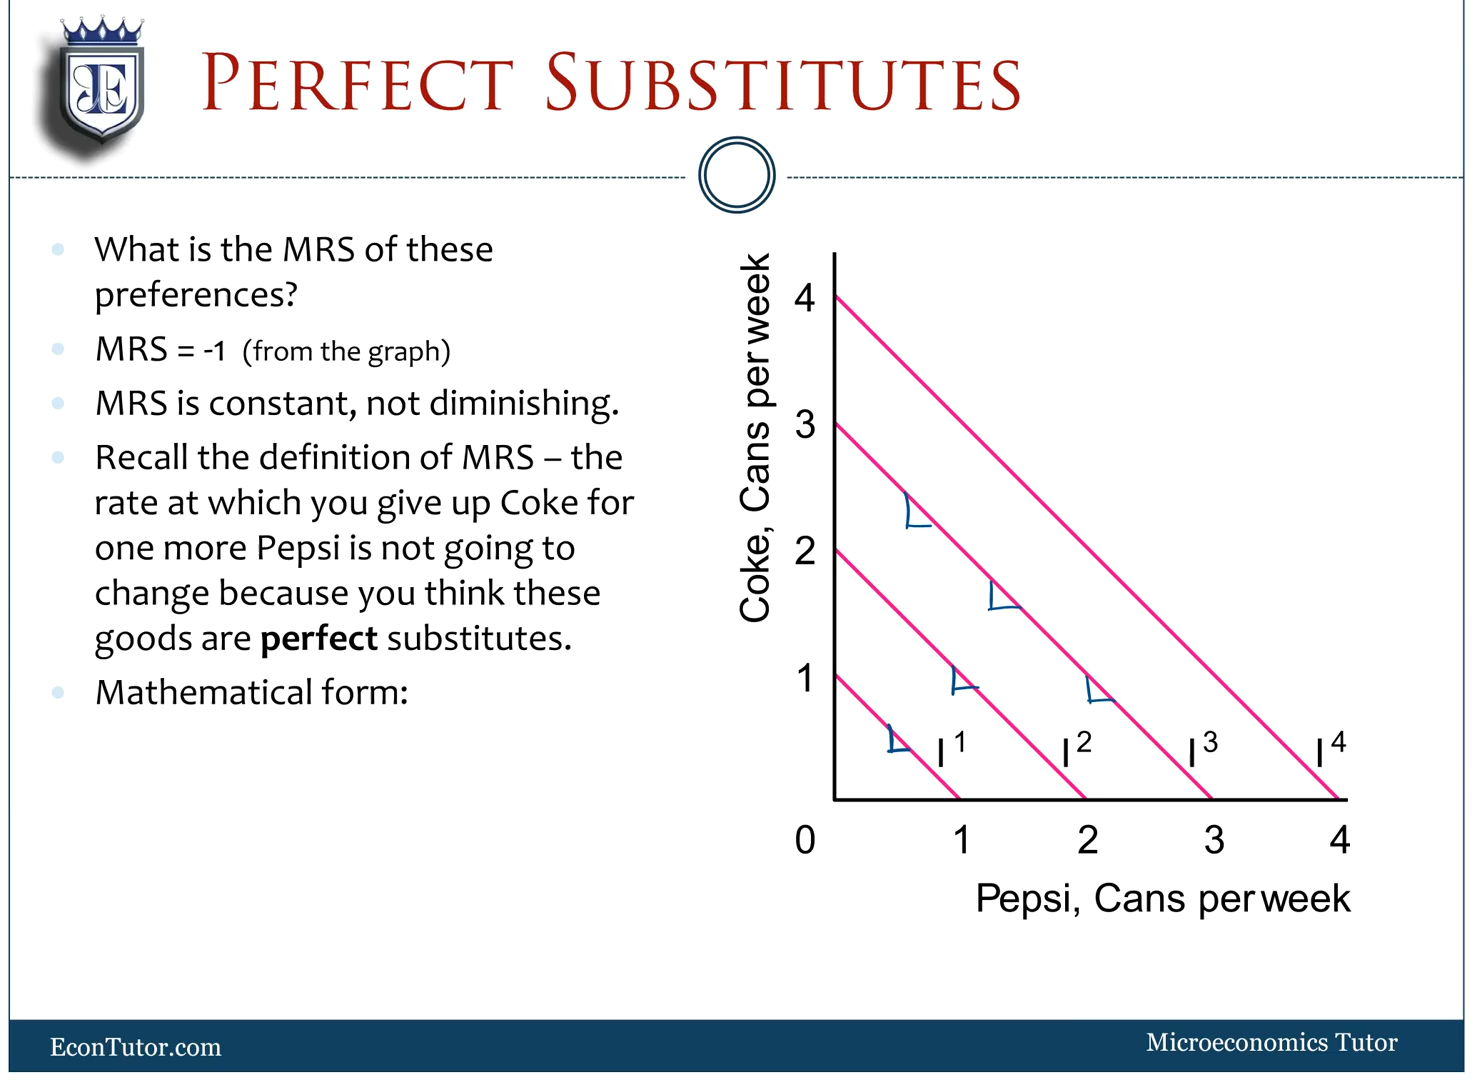 PERFECT SUBSTITUTES
What is the MRS of these
preferences?
MRS = -1 (from the graph)
MRS is constant, not diminishing.
Recall the definition of MRS – the
rate at which you give up Coke for
one more Pepsi is not going to
change because you think these
goods are perfect substitutes.
Mathematical form:
Coke, Cans per week
4
3
2
1
I¹ I² I³ I⁴
0 1 2 3 4
Pepsi, Cans per week
EconTutor.com
Microeconomics Tutor